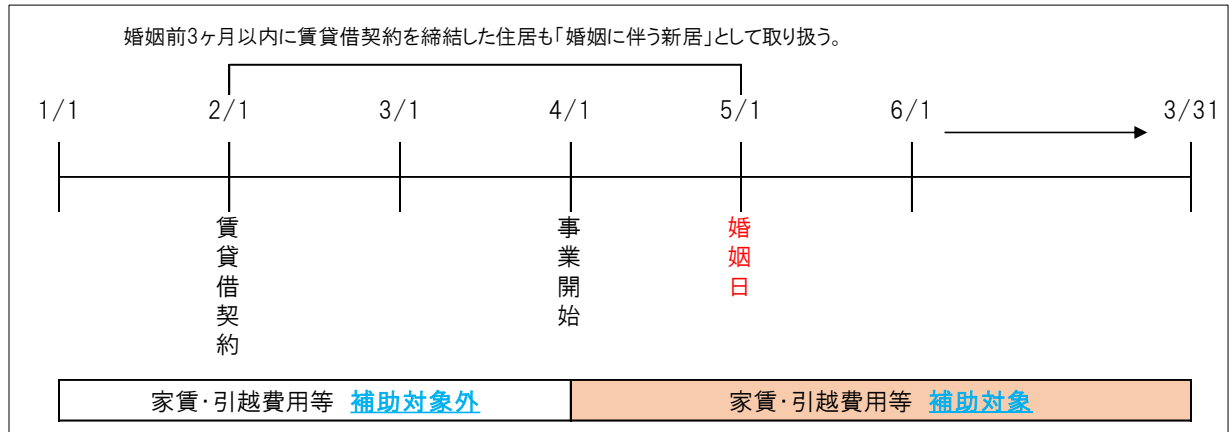 婚姻前3ヶ月以内に賃貸借契約を締結した住居も「婚姻に伴う新居」として取り扱う。
1/1 2/1 3/1 4/1 5/1 6/1 3/31
賃貸借契約
事業開始
婚姻日
家賃・引越費用等 補助対象外
家賃・引越費用等 補助対象